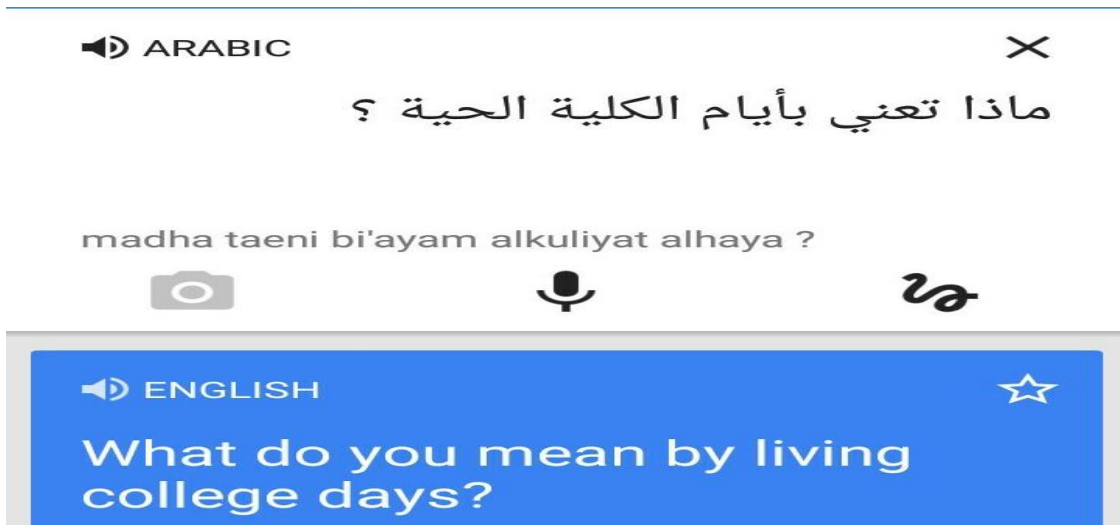 ARABIC
ماذا تعني بأيام الكلية الحية ؟
madha taeni bi'ayam alkuliyat alhaya ?
ENGLISH
What do you mean by living
college days?